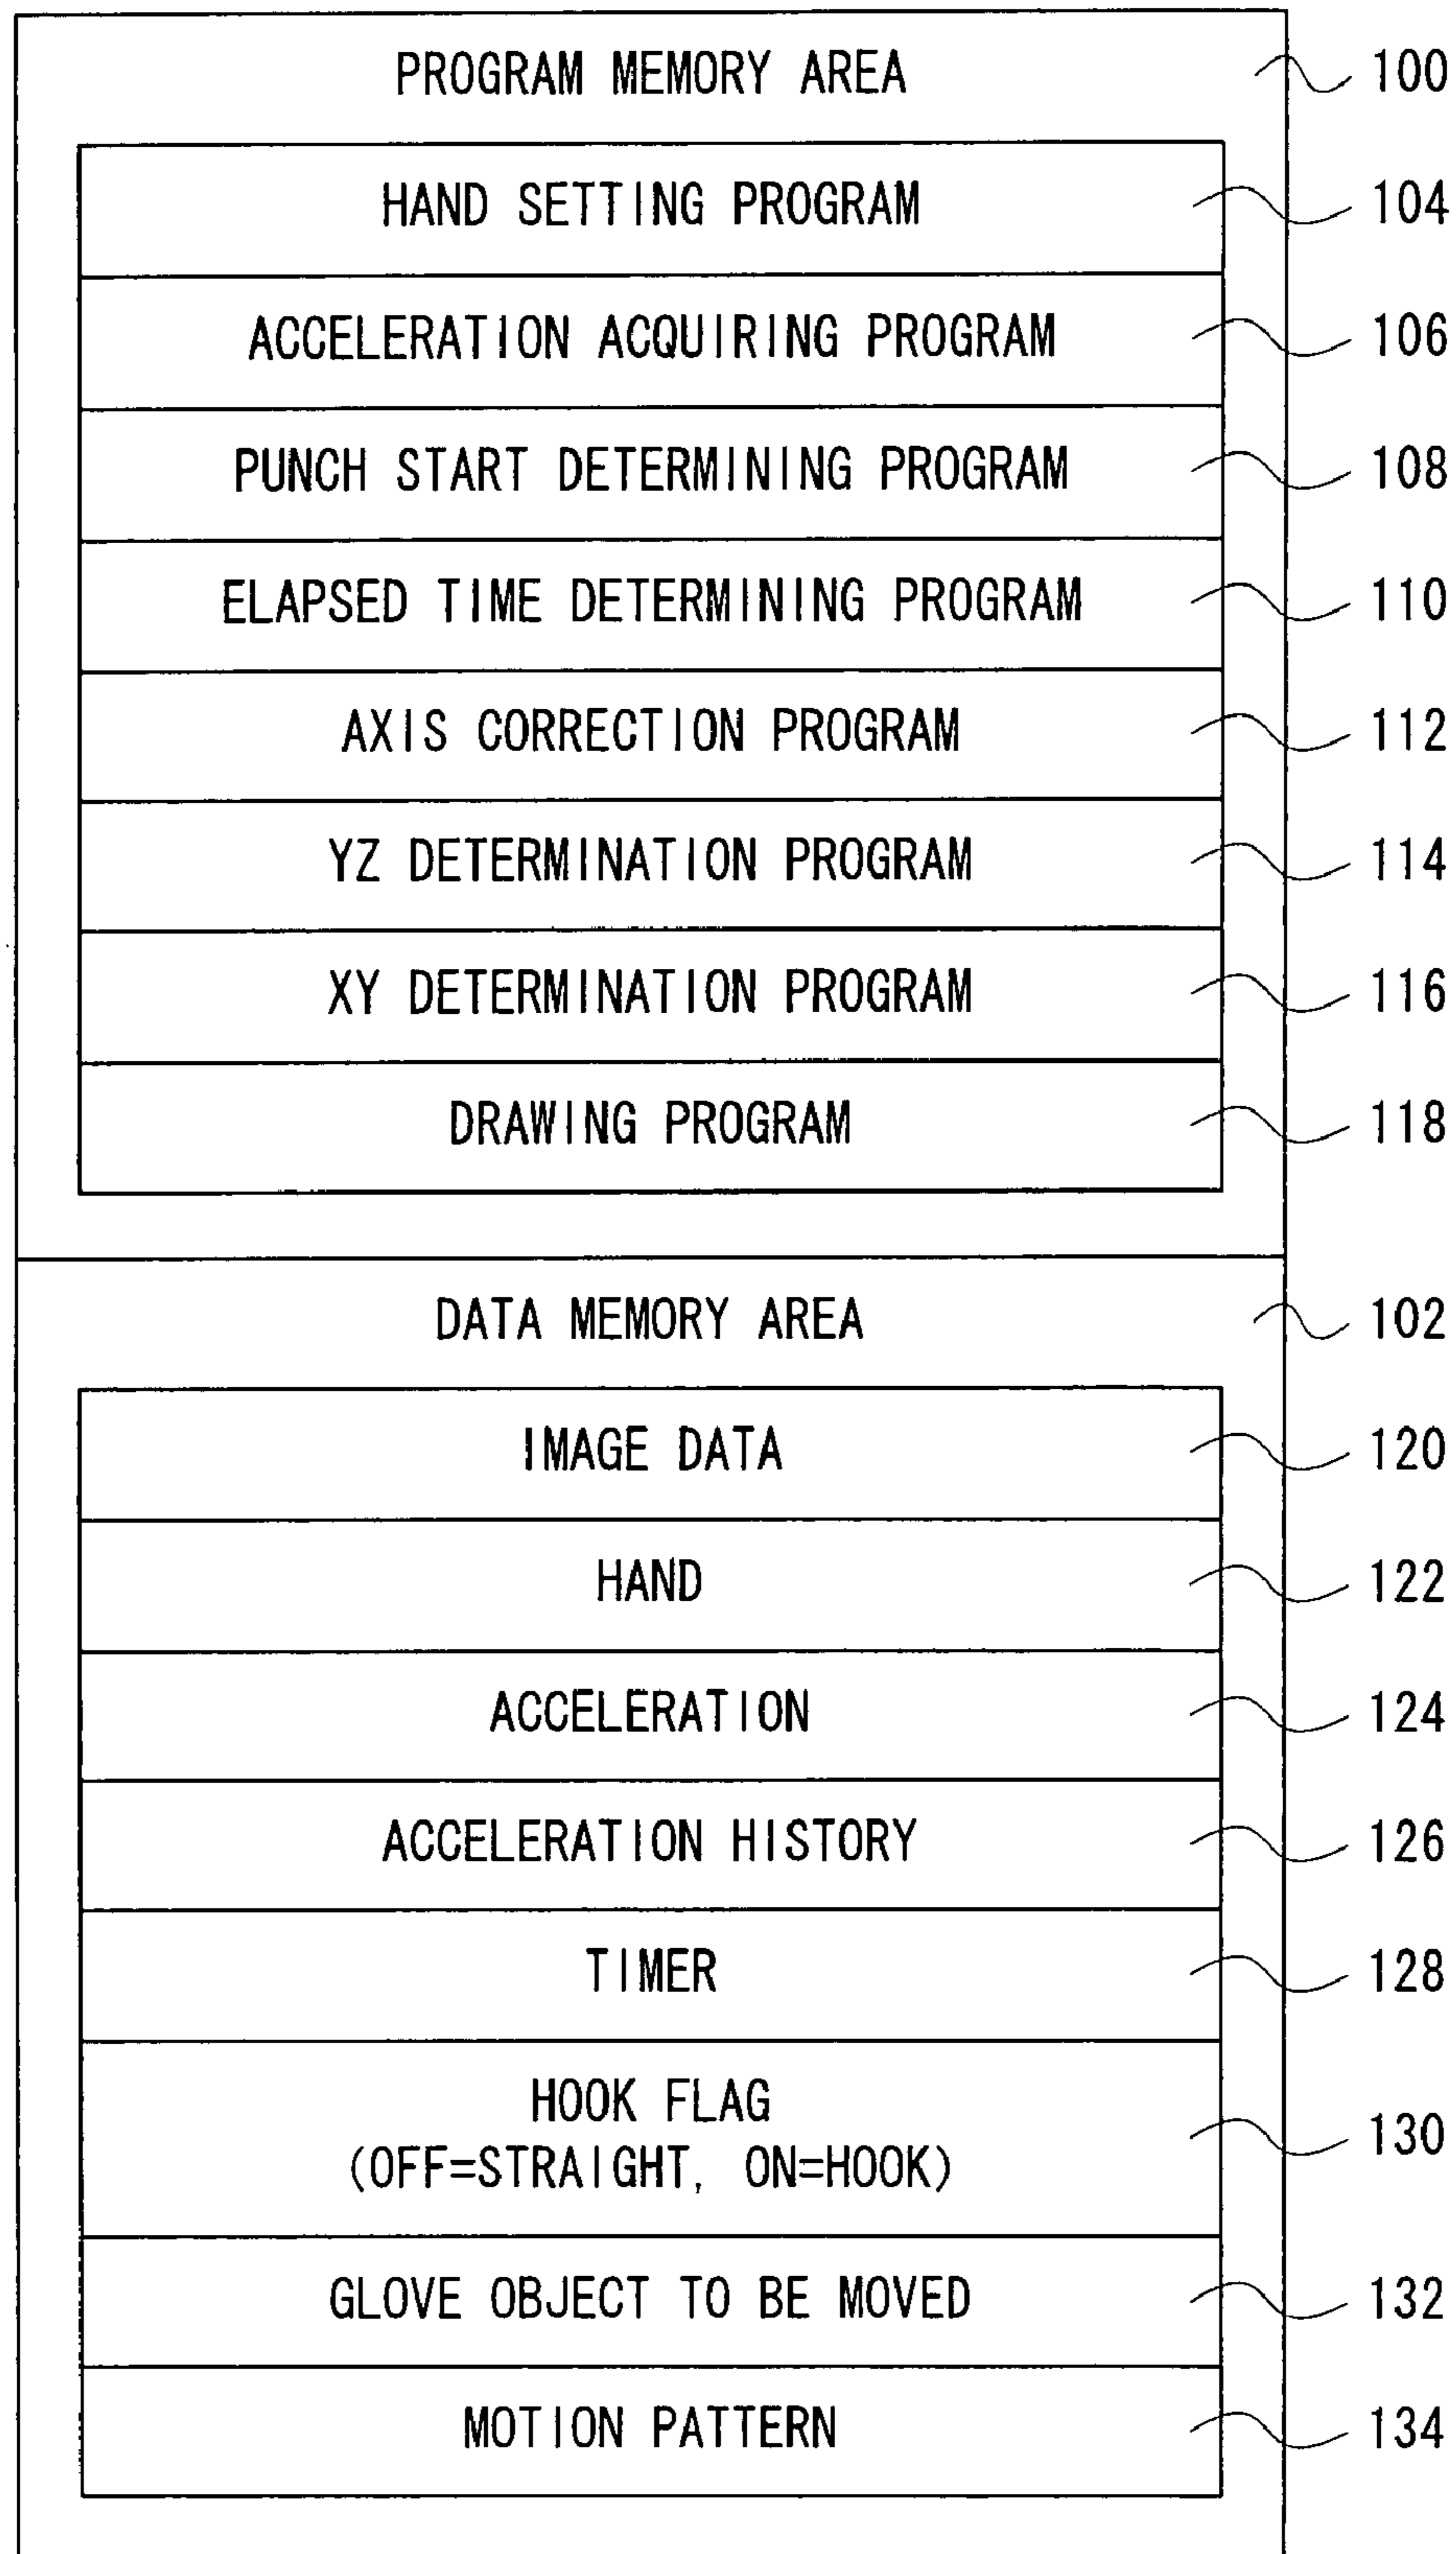 PROGRAM MEMORY AREA 100
HAND SETTING PROGRAM 104
ACCELERATION ACQUIRING PROGRAM 106
PUNCH START DETERMINING PROGRAM 108
ELAPSED TIME DETERMINING PROGRAM 110
AXIS CORRECTION PROGRAM 112
YZ DETERMINATION PROGRAM 114
XY DETERMINATION PROGRAM 116
DRAWING PROGRAM 118
DATA MEMORY AREA 102
IMAGE DATA 120
HAND 122
ACCELERATION 124
ACCELERATION HISTORY 126
TIMER 128
HOOK FLAG
(OFF=STRAIGHT, ON=HOOK) 130
GLOVE OBJECT TO BE MOVED 132
MOTION PATTERN 134